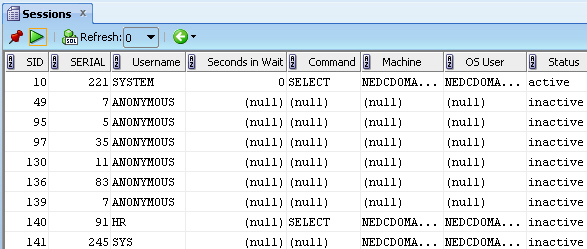 Sessions x
SQL Refresh: 0
SID SERIAL Username Seconds in Wait Command Machine OS User Status
10 221 SYSTEM 0 SELECT NEDCDOMA... NEDCDOMA... active
49 7 ANONYMOUS (null) (null) (null) (null) inactive
95 5 ANONYMOUS (null) (null) (null) (null) inactive
97 35 ANONYMOUS (null) (null) (null) (null) inactive
130 11 ANONYMOUS (null) (null) (null) (null) inactive
136 83 ANONYMOUS (null) (null) (null) (null) inactive
139 7 ANONYMOUS (null) (null) (null) (null) inactive
140 91 HR (null) SELECT NEDCDOMA... NEDCDOMA... inactive
141 245 SYS (null) (null) NEDCDOMA... NEDCDOMA... inactive